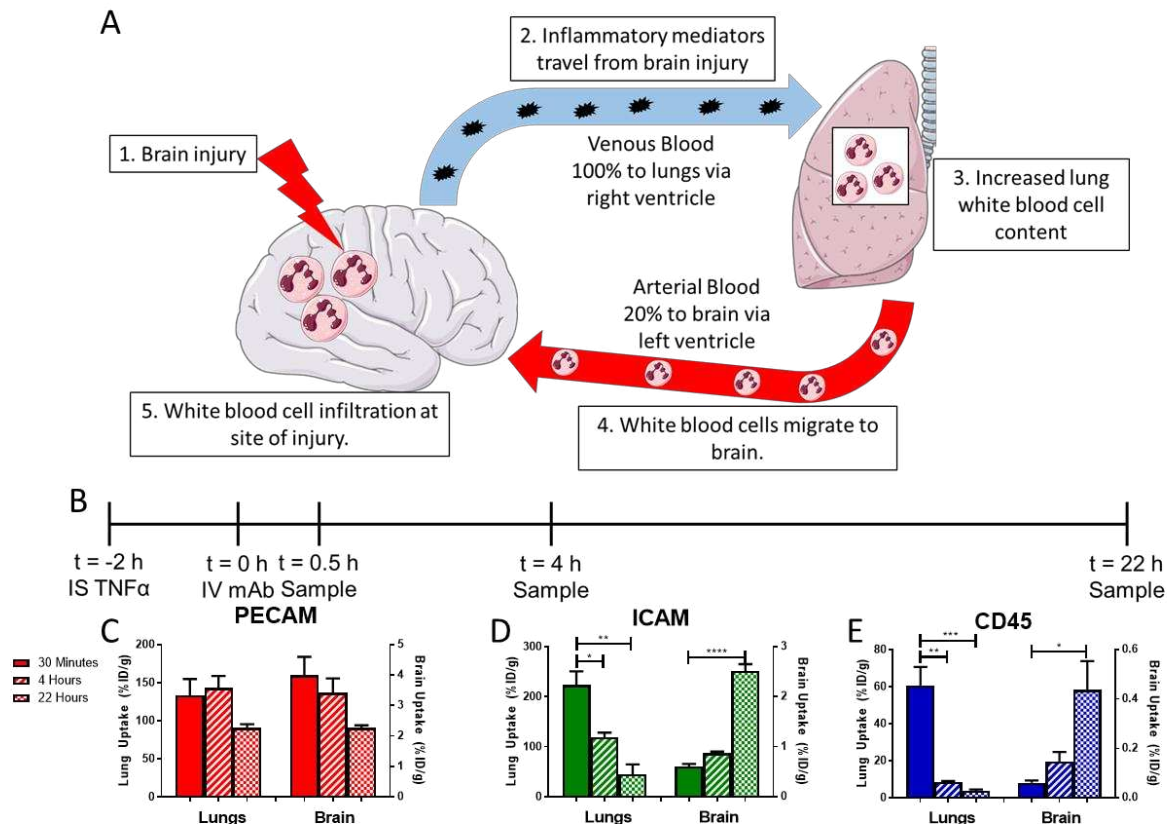 A
1. Brain injury
2. Inflammatory mediators
travel from brain injury
Venous Blood
100% to lungs via
right ventricle
3. Increased lung
white blood cell
content
Arterial Blood
20% to brain via
left ventricle
4. White blood cells migrate to
brain.
5. White blood cell infiltration at
site of injury.
B
t = -2 h
IS TNFα
t = 0 h
IV mAb
t = 0.5 h
Sample
t = 4 h
Sample
t = 22 h
Sample
30 Minutes
4 Hours
22 Hours
C
PECAM
Lung Uptake (%ID/g)
200
150
100
50
0
Brain Uptake (%ID/g)
5
4
3
2
1
0
Lungs Brain
D
ICAM
Lung Uptake (%ID/g)
300
200
100
0
Brain Uptake (%ID/g)
3
2
1
0
**
*
****
Lungs Brain
E
CD45
Lung Uptake (%ID/g)
80
60
40
20
0
Brain Uptake (%ID/g)
0.6
0.4
0.2
0.0
***
**
*
Lungs Brain